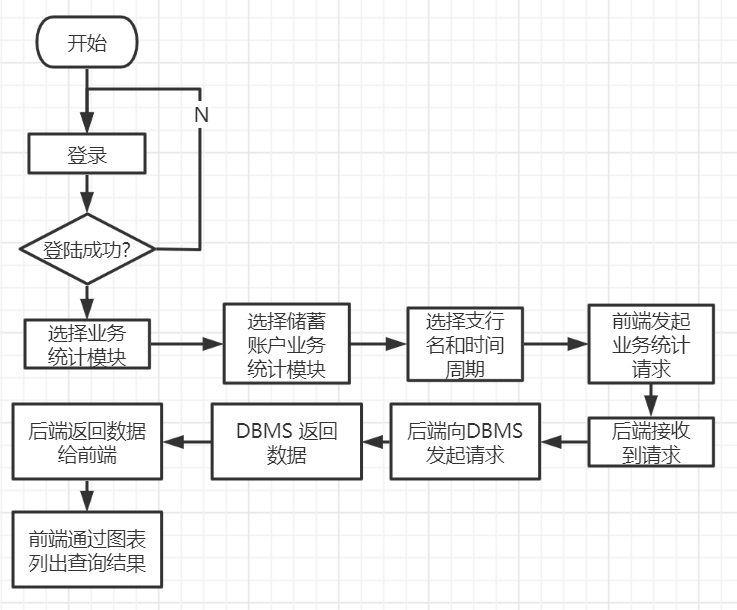 开始
N
登录
登陆成功?
选择业务
统计模块
选择储蓄
账户业务
统计模块
选择支行
名和时间
周期
前端发起
业务统计
请求
后端接收
到请求
后端向DBMS
发起请求
DBMS 返回
数据
后端返回数据
给前端
前端通过图表
列出查询结果